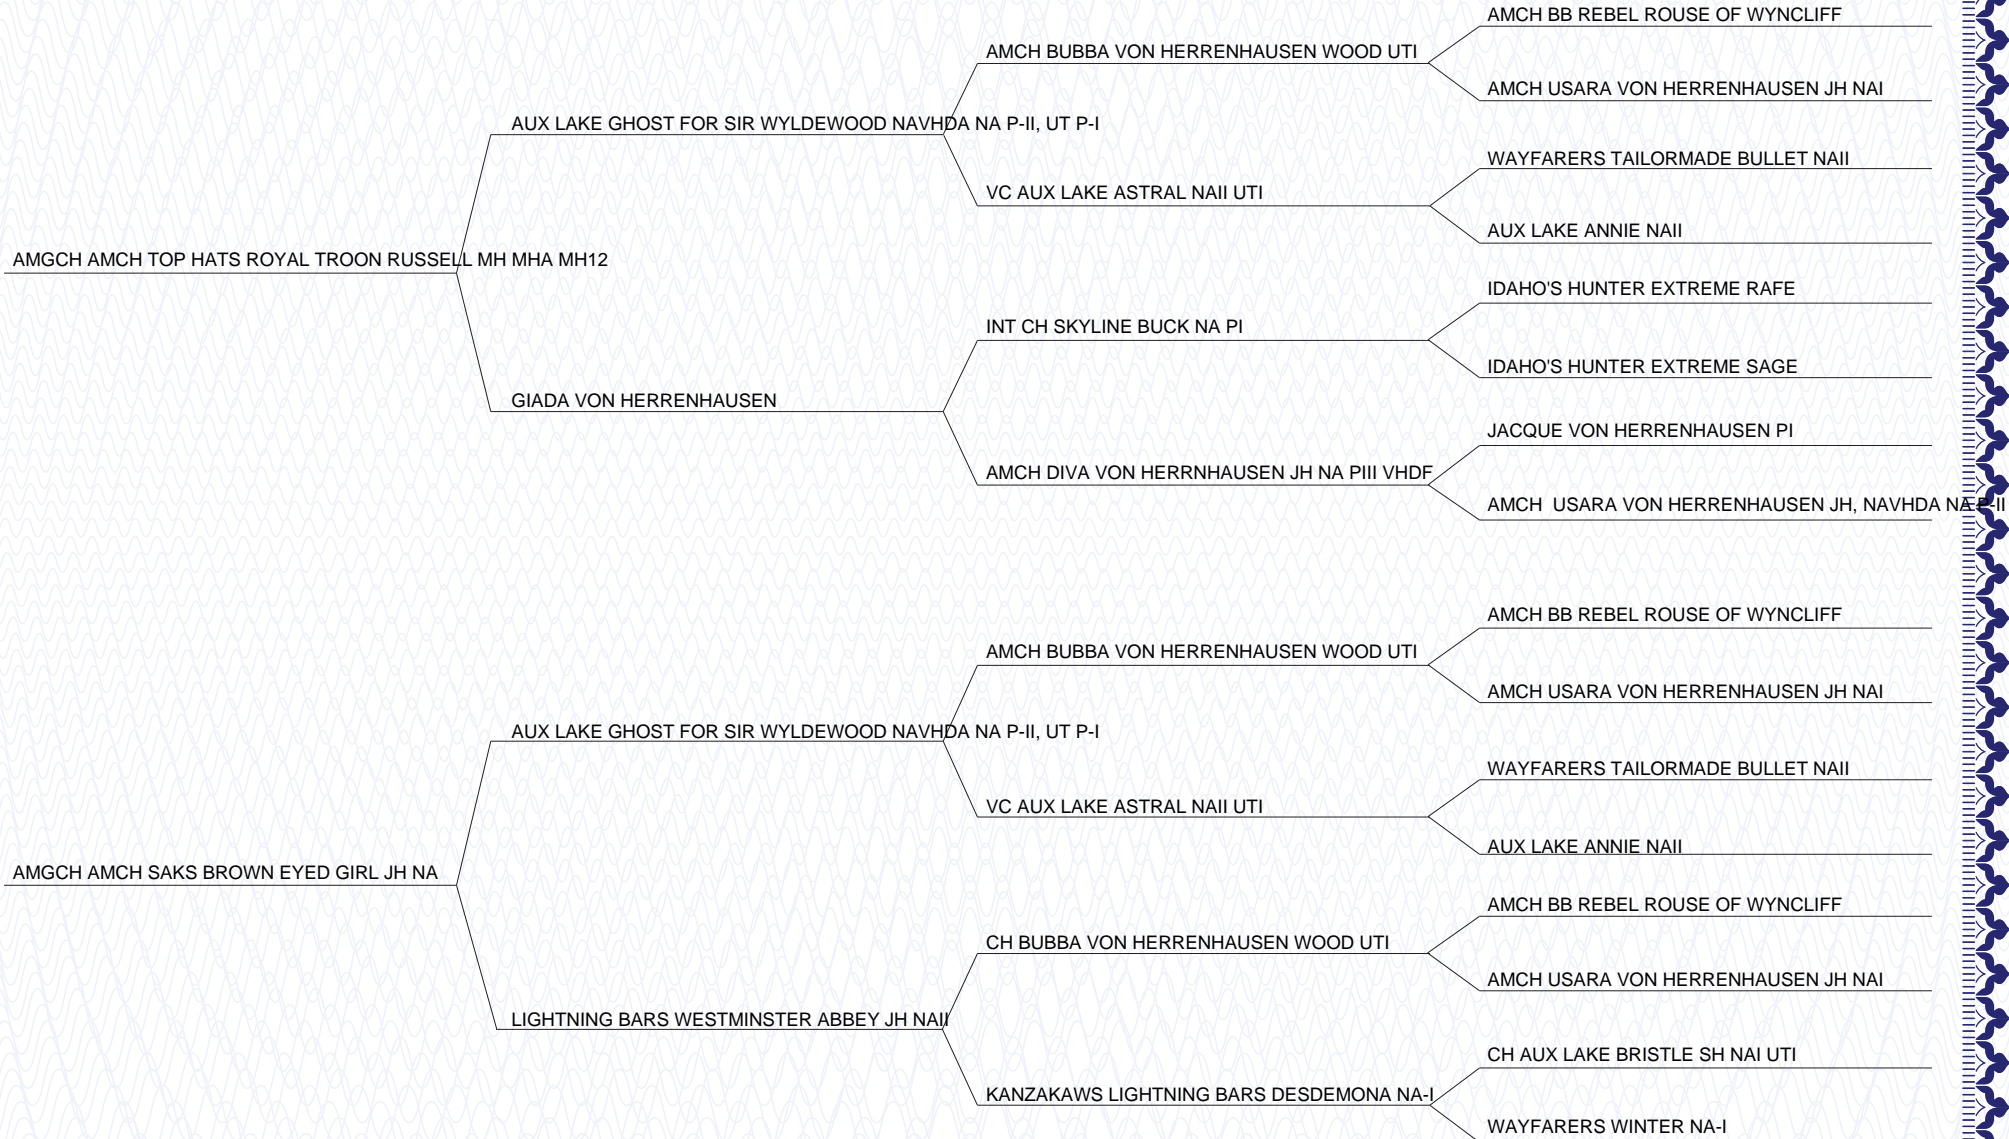 AMCH BB REBEL ROUSE OF WYNCLIFF
AMCH BUBBA VON HERRENHAUSEN WOOD UTI
AMCH USARA VON HERRENHAUSEN JH NAI
AUX LAKE GHOST FOR SIR WYLDEWOOD NAVHDA NA P-II, UT P-I
WAYFARERS TAILORMADE BULLET NAII
VC AUX LAKE ASTRAL NAII UTI
AUX LAKE ANNIE NAII
AMGCH AMCH TOP HATS ROYAL TROON RUSSELL MH MHA MH12
IDAHO'S HUNTER EXTREME RAFE
INT CH SKYLINE BUCK NA PI
IDAHO'S HUNTER EXTREME SAGE
GIADA VON HERRENHAUSEN
JACQUE VON HERRENHAUSEN PI
AMCH DIVA VON HERRNHAUSEN JH NA PIII VHDF
AMCH  USARA VON HERRENHAUSEN JH, NAVHDA NA P-II
AMCH BB REBEL ROUSE OF WYNCLIFF
AMCH BUBBA VON HERRENHAUSEN WOOD UTI
AMCH USARA VON HERRENHAUSEN JH NAI
AUX LAKE GHOST FOR SIR WYLDEWOOD NAVHDA NA P-II, UT P-I
WAYFARERS TAILORMADE BULLET NAII
VC AUX LAKE ASTRAL NAII UTI
AUX LAKE ANNIE NAII
AMGCH AMCH SAKS BROWN EYED GIRL JH NA
AMCH BB REBEL ROUSE OF WYNCLIFF
CH BUBBA VON HERRENHAUSEN WOOD UTI
AMCH USARA VON HERRENHAUSEN JH NAI
LIGHTNING BARS WESTMINSTER ABBEY JH NAII
CH AUX LAKE BRISTLE SH NAI UTI
KANZAKAWS LIGHTNING BARS DESDEMONA NA-I
WAYFARERS WINTER NA-I